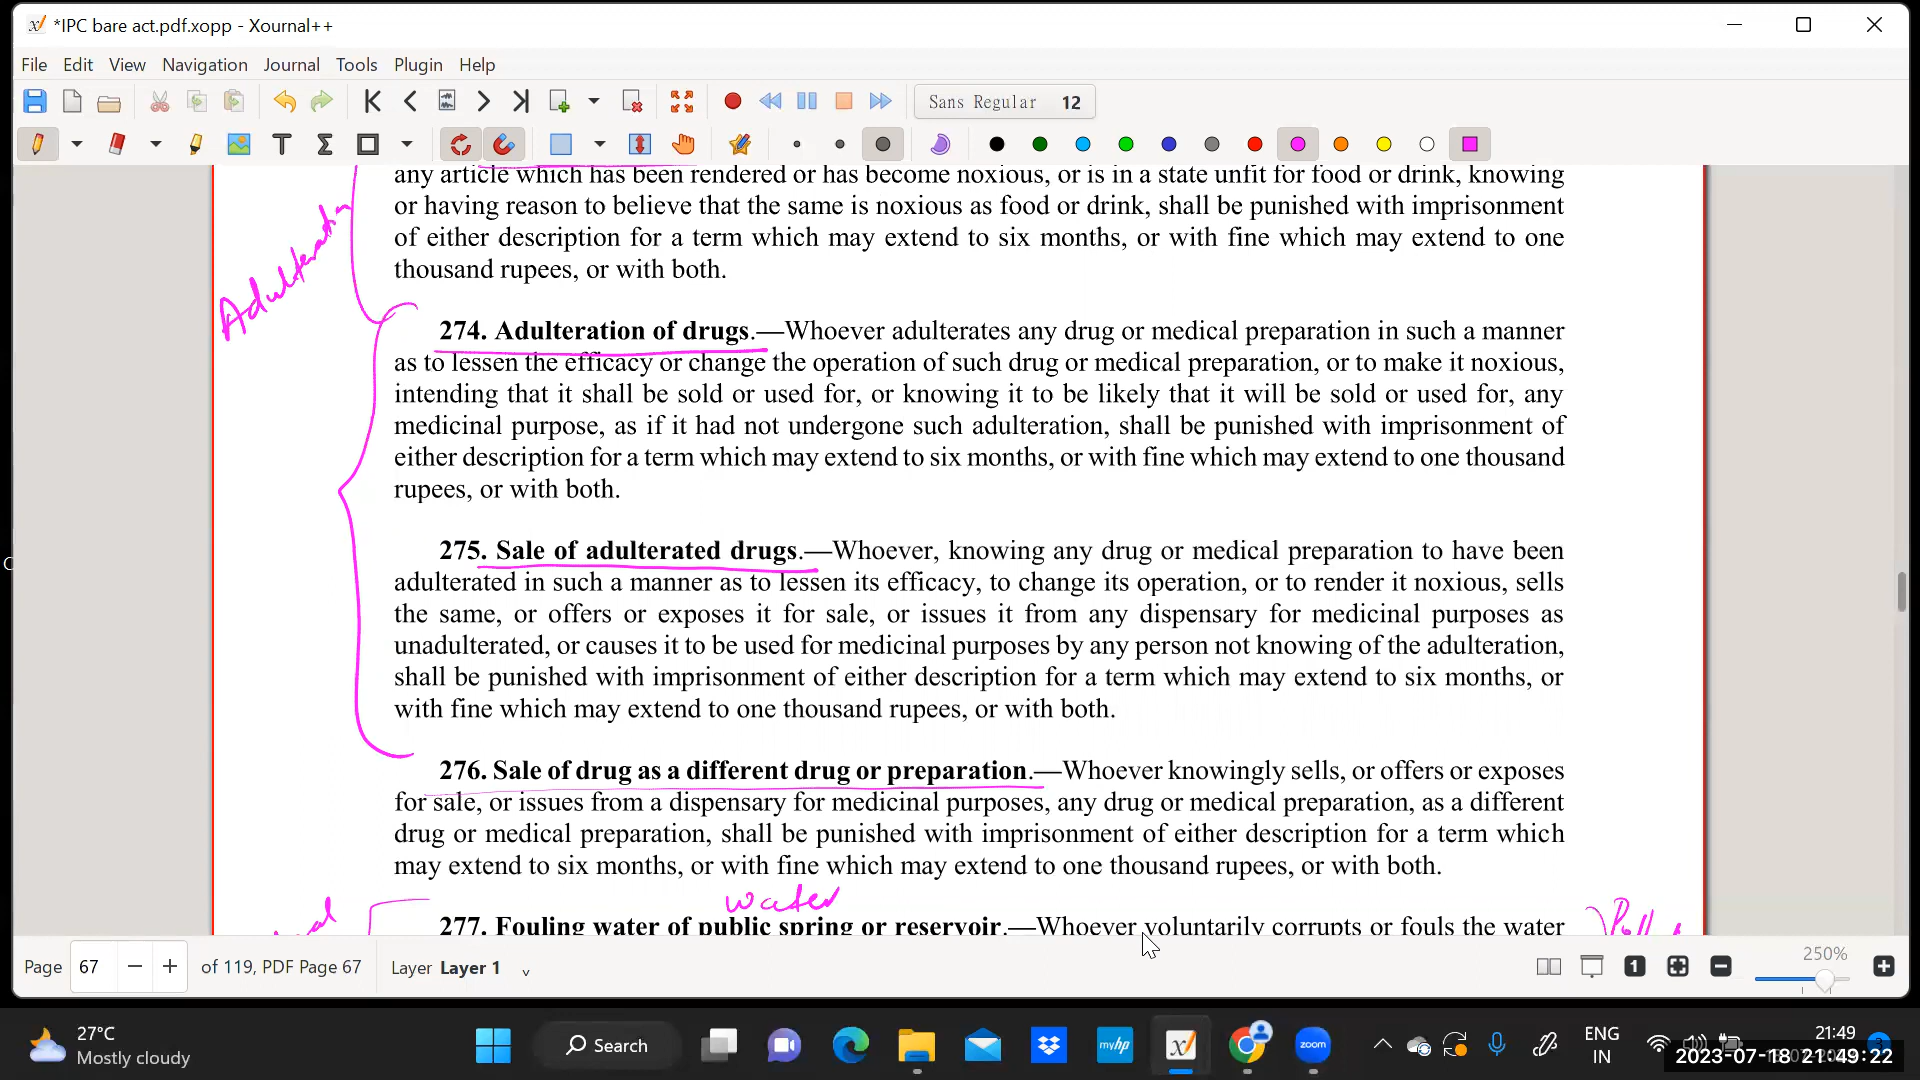 *IPC bare act.pdf.xopp - Xournal++
File Edit View Navigation Journal Tools Plugin Help
Sans Regular 12
any article which has been rendered or has become noxious, or is in a state unfit for food or drink, knowing
or having reason to believe that the same is noxious as food or drink, shall be punished with imprisonment
of either description for a term which may extend to six months, or with fine which may extend to one
thousand rupees, or with both.
274. Adulteration of drugs.—Whoever adulterates any drug or medical preparation in such a manner
as to lessen the efficacy or change the operation of such drug or medical preparation, or to make it noxious,
intending that it shall be sold or used for, or knowing it to be likely that it will be sold or used for, any
medicinal purpose, as if it had not undergone such adulteration, shall be punished with imprisonment of
either description for a term which may extend to six months, or with fine which may extend to one thousand
rupees, or with both.
275. Sale of adulterated drugs.—Whoever, knowing any drug or medical preparation to have been
adulterated in such a manner as to lessen its efficacy, to change its operation, or to render it noxious, sells
the same, or offers or exposes it for sale, or issues it from any dispensary for medicinal purposes as
unadulterated, or causes it to be used for medicinal purposes by any person not knowing of the adulteration,
shall be punished with imprisonment of either description for a term which may extend to six months, or
with fine which may extend to one thousand rupees, or with both.
276. Sale of drug as a different drug or preparation.—Whoever knowingly sells, or offers or exposes
for sale, or issues from a dispensary for medicinal purposes, any drug or medical preparation, as a different
drug or medical preparation, shall be punished with imprisonment of either description for a term which
may extend to six months, or with fine which may extend to one thousand rupees, or with both.
water
277. Fouling water of public spring or reservoir.—Whoever voluntarily corrupts or fouls the water
Page 67 of 119, PDF Page 67 Layer Layer 1 250%
27°C
Mostly cloudy
Search
myhp
zoom
ENG
IN
21:49
2023-07-18 21:49:22